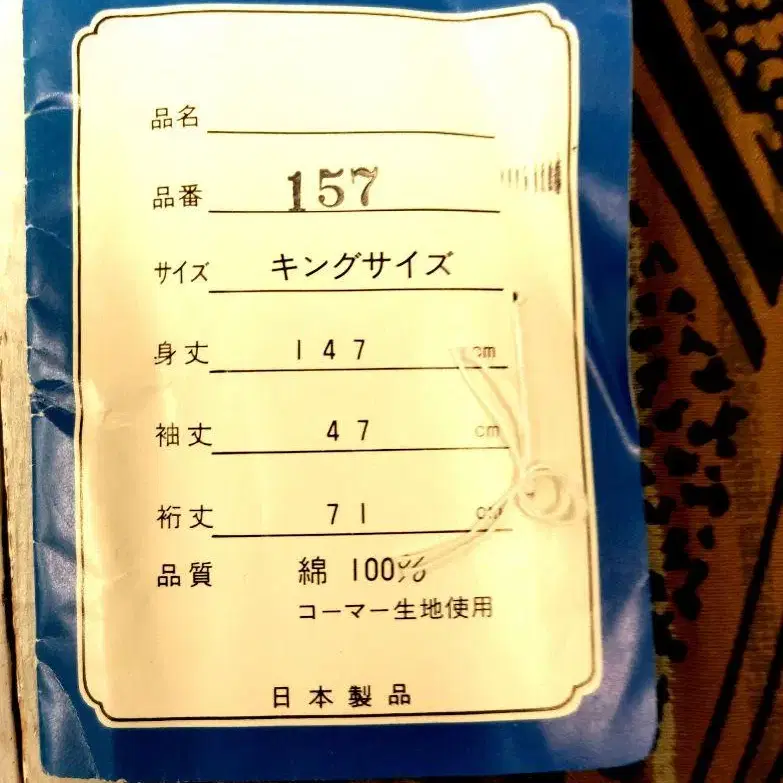 品名
品番 157
サイズ キングサイズ
身丈 147 cm
袖丈 47 cm
裄丈 71 cm
品質 綿 100%
コーマー生地使用
日本製品